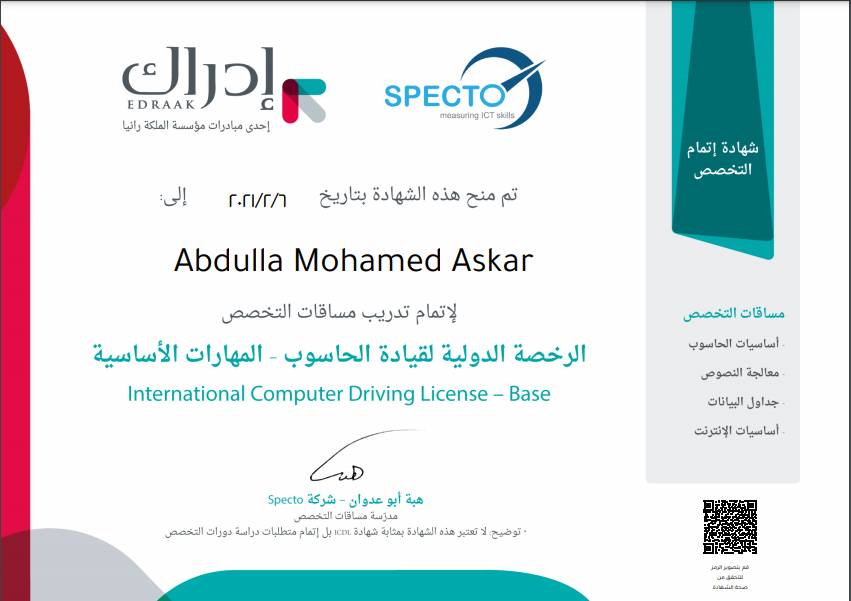 إدراك
EDRAAK
إحدى مبادرات مؤسسة الملكة رانيا
SPECTO
measuring ICT skills
شهادة إتمام
التخصص
تم منح هذه الشهادة بتاريخ ٢٠٢١/٢/٦ إلى:
Abdulla Mohamed Askar
لإتمام تدريب مساقات التخصص
الرخصة الدولية لقيادة الحاسوب - المهارات الأساسية
International Computer Driving License – Base
هبة
هبة أبو عدوان - شركة Specto
مدرّسة مساقات التخصص
* توضيح: لا تعتبر هذه الشهادة بمثابة شهادة ICDL بل إتمام متطلبات دراسة دورات التخصص
مساقات التخصص
- أساسيات الحاسوب
- معالجة النصوص
- جداول البيانات
- أساسيات الإنترنت
قم بتصوير الرمز
للتحقق من
صحة الشهادة